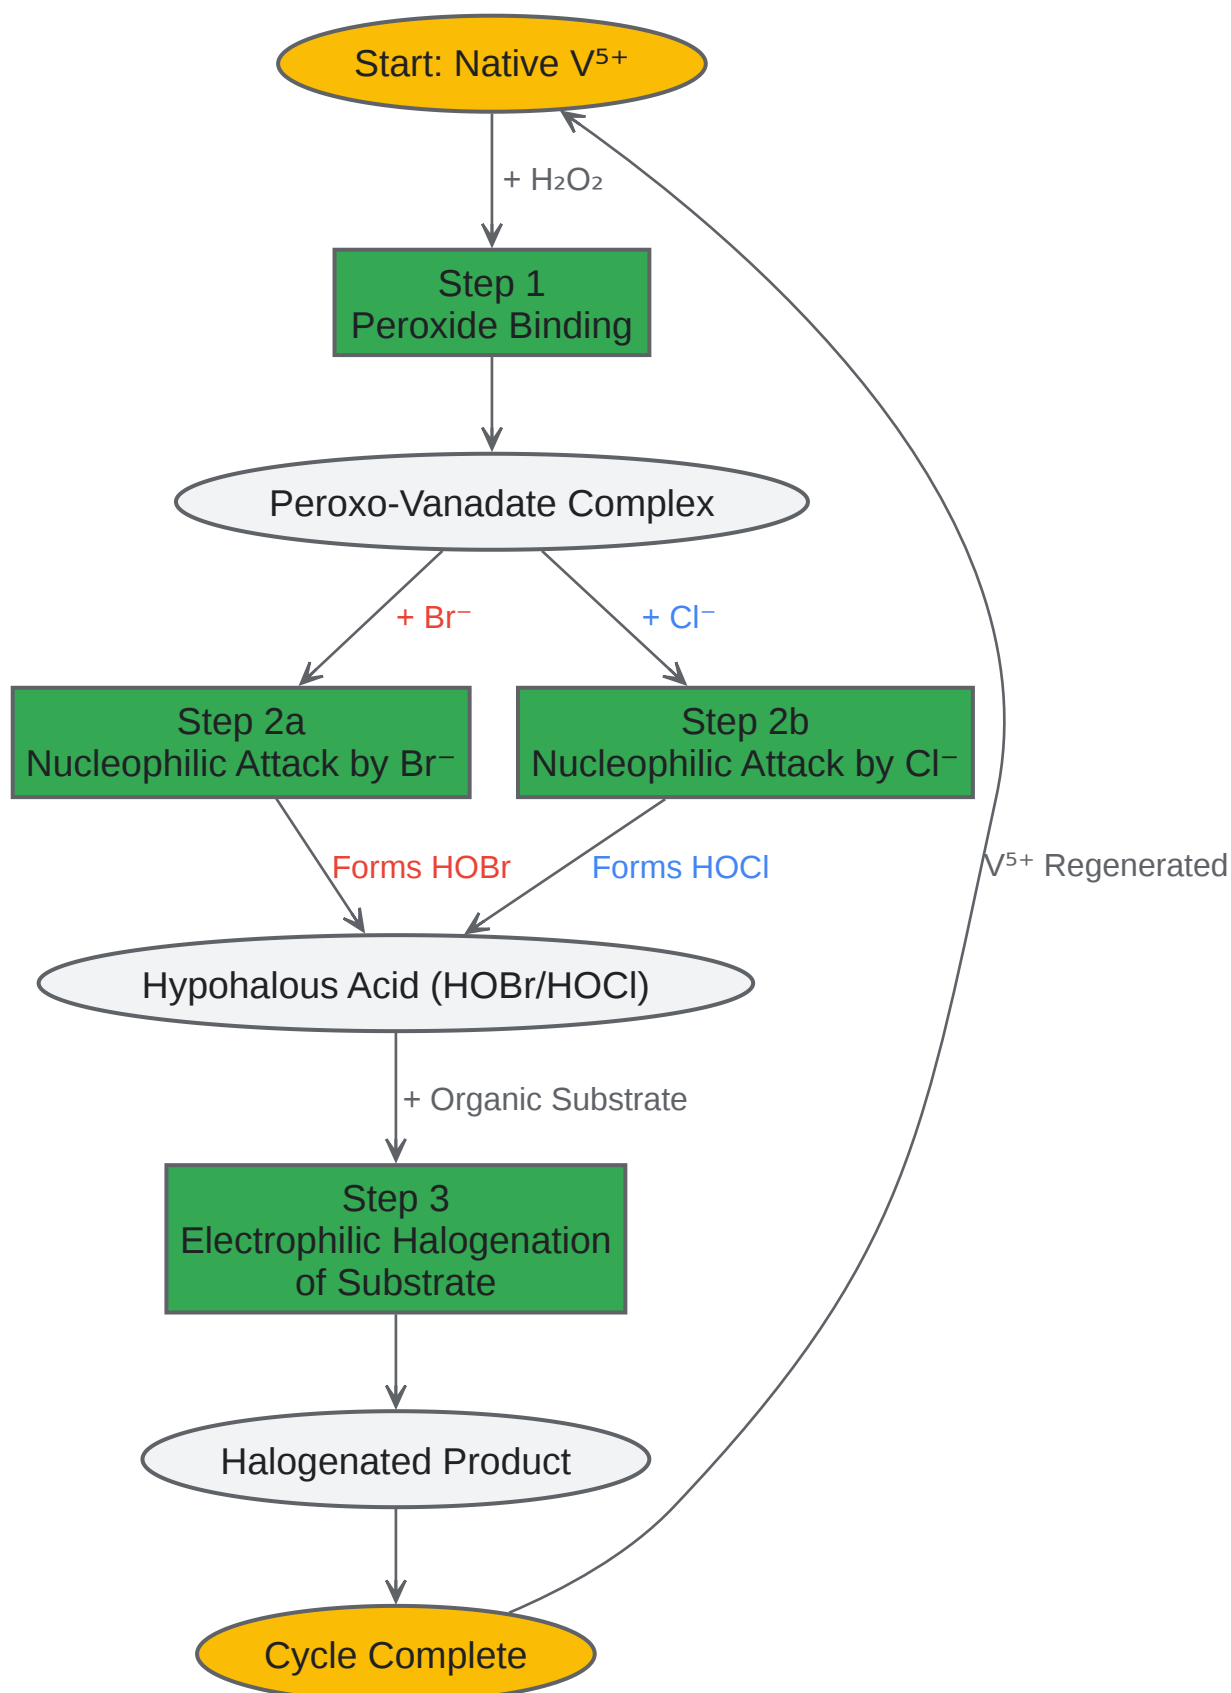 Start: Native V⁵⁺
+ H₂O₂
Step 1
Peroxide Binding
Peroxo-Vanadate Complex
+ Br⁻
+ Cl⁻
Step 2a
Nucleophilic Attack by Br⁻
Step 2b
Nucleophilic Attack by Cl⁻
Forms HOBr
Forms HOCl
V⁵⁺ Regenerated
Hypohalous Acid (HOBr/HOCl)
+ Organic Substrate
Step 3
Electrophilic Halogenation
of Substrate
Halogenated Product
Cycle Complete